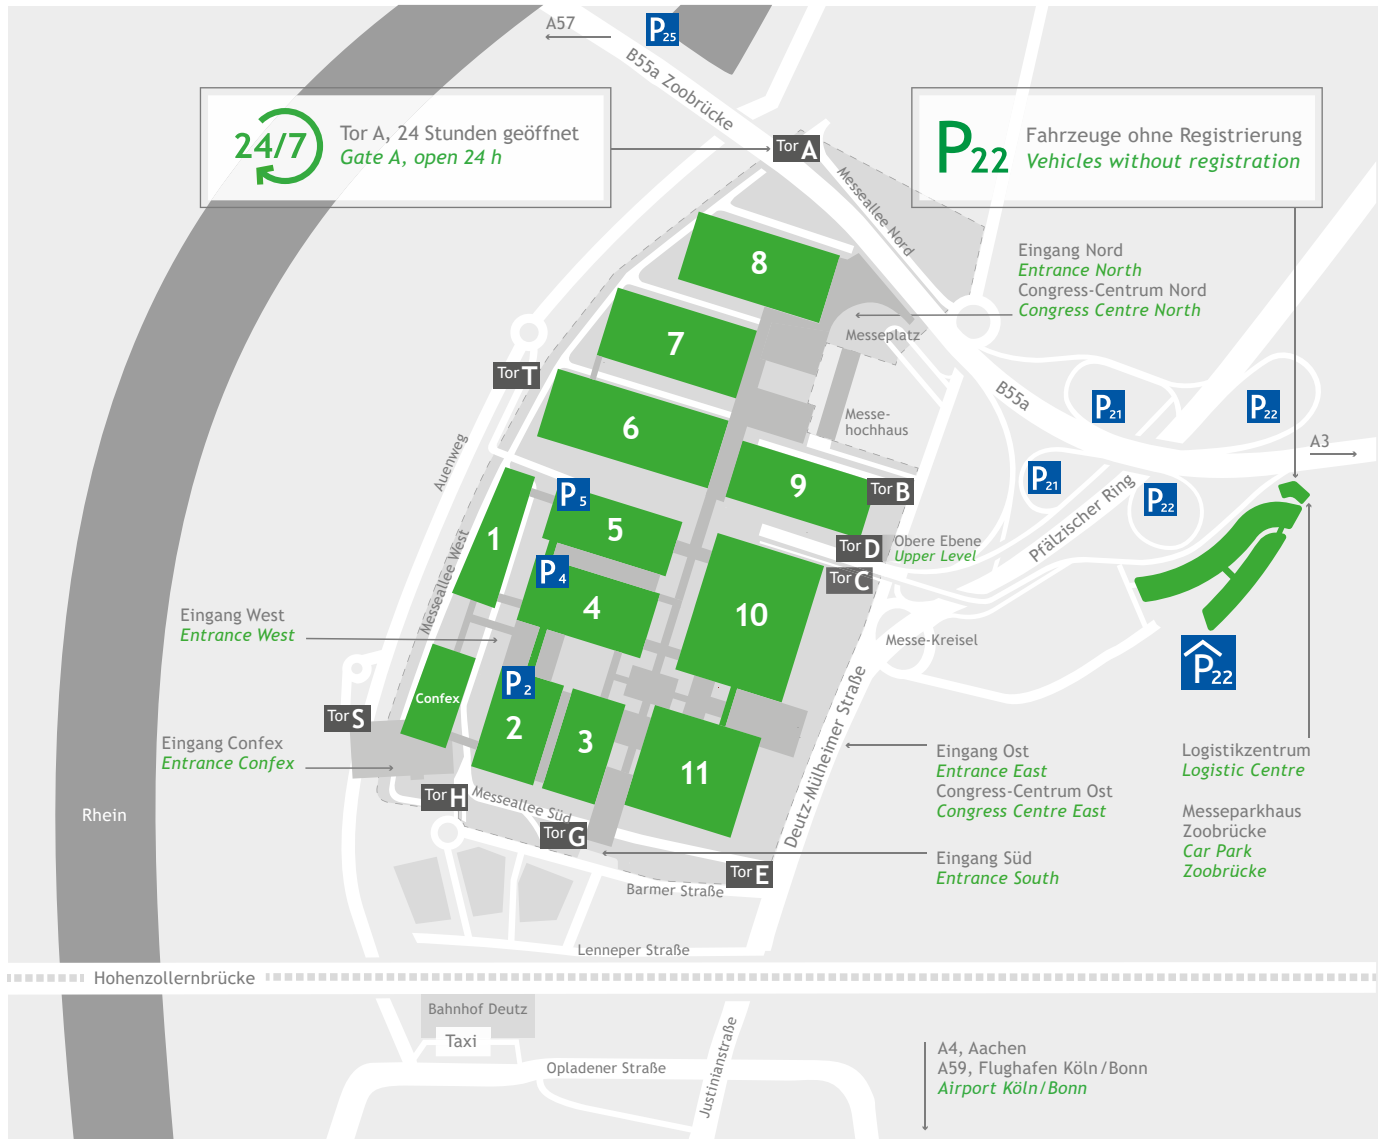 A57
P25
B55a Zoobrücke
24/7
Tor A, 24 Stunden geöffnet
Gate A, open 24 h
Tor A
P22
Fahrzeuge ohne Registrierung
Vehicles without registration
Messeallee Nord
8
Eingang Nord
Entrance North
Congress-Centrum Nord
Congress Centre North
7
Messeplatz
Tor T
B55a
P21
P22
Messe-
hochhaus
6
A3
Auenweg
P21
P22
Pfälzischer Ring
9
Tor B
P5
5
1
Tor D
Obere Ebene
Upper Level
Tor C
P4
4
10
Messeallee West
Eingang West
Entrance West
Messe-Kreisel
P22
P2
Confex
2
3
11
Tor S
Eingang Confex
Entrance Confex
Deutz-Mülheimer Straße
Eingang Ost
Entrance East
Congress-Centrum Ost
Congress Centre East
Logistikzentrum
Logistic Centre
Messeparkhaus
Zoobrücke
Car Park
Zoobrücke
Rhein
Tor H
Messeallee Süd
Tor G
Eingang Süd
Entrance South
Tor E
Barmer Straße
Lenneper Straße
Hohenzollernbrücke
Bahnhof Deutz
Taxi
Opladener Straße
Justinianstraße
A4, Aachen
A59, Flughafen Köln/Bonn
Airport Köln/Bonn